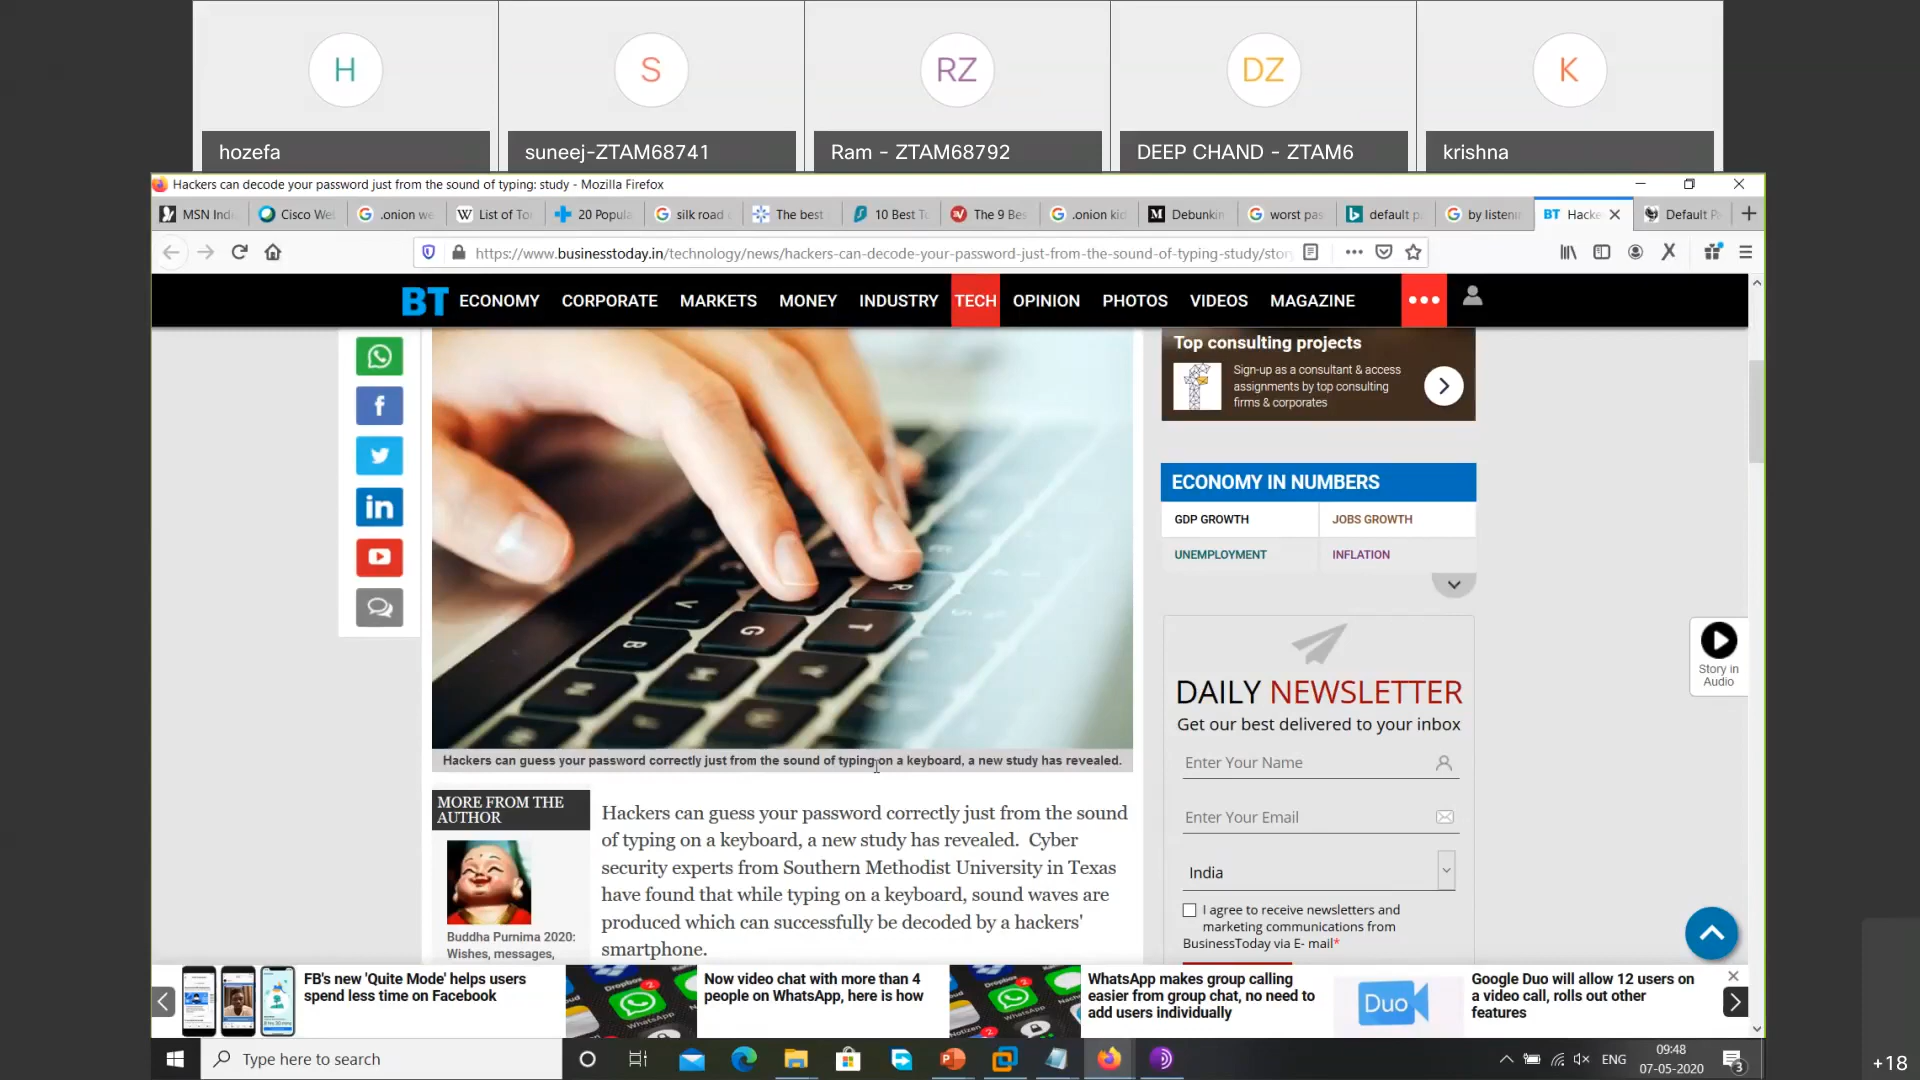 H
S
RZ
DZ
K
hozefa
suneej-ZTAM68741
Ram - ZTAM68792
DEEP CHAND - ZTAM6
krishna
Hackers can decode your password just from the sound of typing: study - Mozilla Firefox
MSN Ind
Cisco We
.onion we
List of To
20 Popula
silk road
The best
10 Best T
The 9 Bes
.onion kid
Debunkin
worst pas
default p
by listeni
BT Hacke
Default P
https://www.businesstoday.in/technology/news/hackers-can-decode-your-password-just-from-the-sound-of-typing-study/stor
BT ECONOMY CORPORATE MARKETS MONEY INDUSTRY TECH OPINION PHOTOS VIDEOS MAGAZINE
R
V
T
G
B
N
H
M
Hackers can guess your password correctly just from the sound of typing on a keyboard, a new study has revealed.
MORE FROM THE
AUTHOR
Buddha Purnima 2020:
Wishes, messages,
Hackers can guess your password correctly just from the sound
of typing on a keyboard, a new study has revealed. Cyber
security experts from Southern Methodist University in Texas
have found that while typing on a keyboard, sound waves are
produced which can successfully be decoded by a hackers'
smartphone.
Top consulting projects
Sign-up as a consultant & access
assignments by top consulting
firms & corporates
ECONOMY IN NUMBERS
GDP GROWTH
JOBS GROWTH
UNEMPLOYMENT
INFLATION
DAILY NEWSLETTER
Get our best delivered to your inbox
Enter Your Name
Enter Your Email
India
I agree to receive newsletters and
marketing communications from
BusinessToday via E- mail*
Story in
Audio
FB's new 'Quite Mode' helps users
spend less time on Facebook
Now video chat with more than 4
people on WhatsApp, here is how
WhatsApp makes group calling
easier from group chat, no need to
add users individually
Duo
Google Duo will allow 12 users on
a video call, rolls out other
features
Type here to search
ENG
09:48
07-05-2020
3
+18